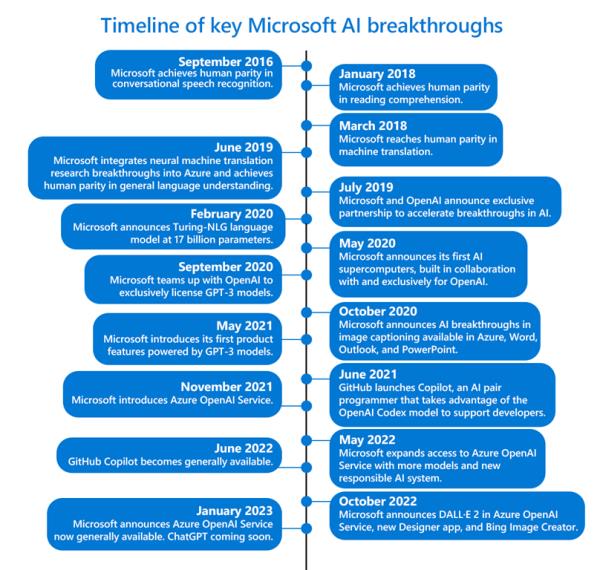 Timeline of key Microsoft AI breakthroughs
September 2016
Microsoft achieves human parity in
conversational speech recognition.
January 2018
Microsoft achieves human parity
in reading comprehension.
March 2018
Microsoft reaches human parity in
machine translation.
June 2019
Microsoft integrates neural machine translation
research breakthroughs into Azure and achieves
human parity in general language understanding.
July 2019
Microsoft and OpenAI announce exclusive
partnership to accelerate breakthroughs in AI.
February 2020
Microsoft announces Turing-NLG language
model at 17 billion parameters.
May 2020
Microsoft announces its first AI
supercomputers, built in collaboration
with and exclusively for OpenAI.
September 2020
Microsoft teams up with OpenAI to
exclusively license GPT-3 models.
October 2020
Microsoft announces AI breakthroughs in
image captioning available in Azure, Word,
Outlook, and PowerPoint.
May 2021
Microsoft introduces its first product
features powered by GPT-3 models.
June 2021
GitHub launches Copilot, an AI pair
programmer that takes advantage of the
OpenAI Codex model to support developers.
November 2021
Microsoft introduces Azure OpenAI Service.
May 2022
Microsoft expands access to Azure OpenAI
Service with more models and new
responsible AI system.
June 2022
GitHub Copilot becomes generally available.
October 2022
Microsoft announces DALL·E 2 in Azure OpenAI
Service, new Designer app, and Bing Image Creator.
January 2023
Microsoft announces Azure OpenAI Service
now generally available. ChatGPT coming soon.